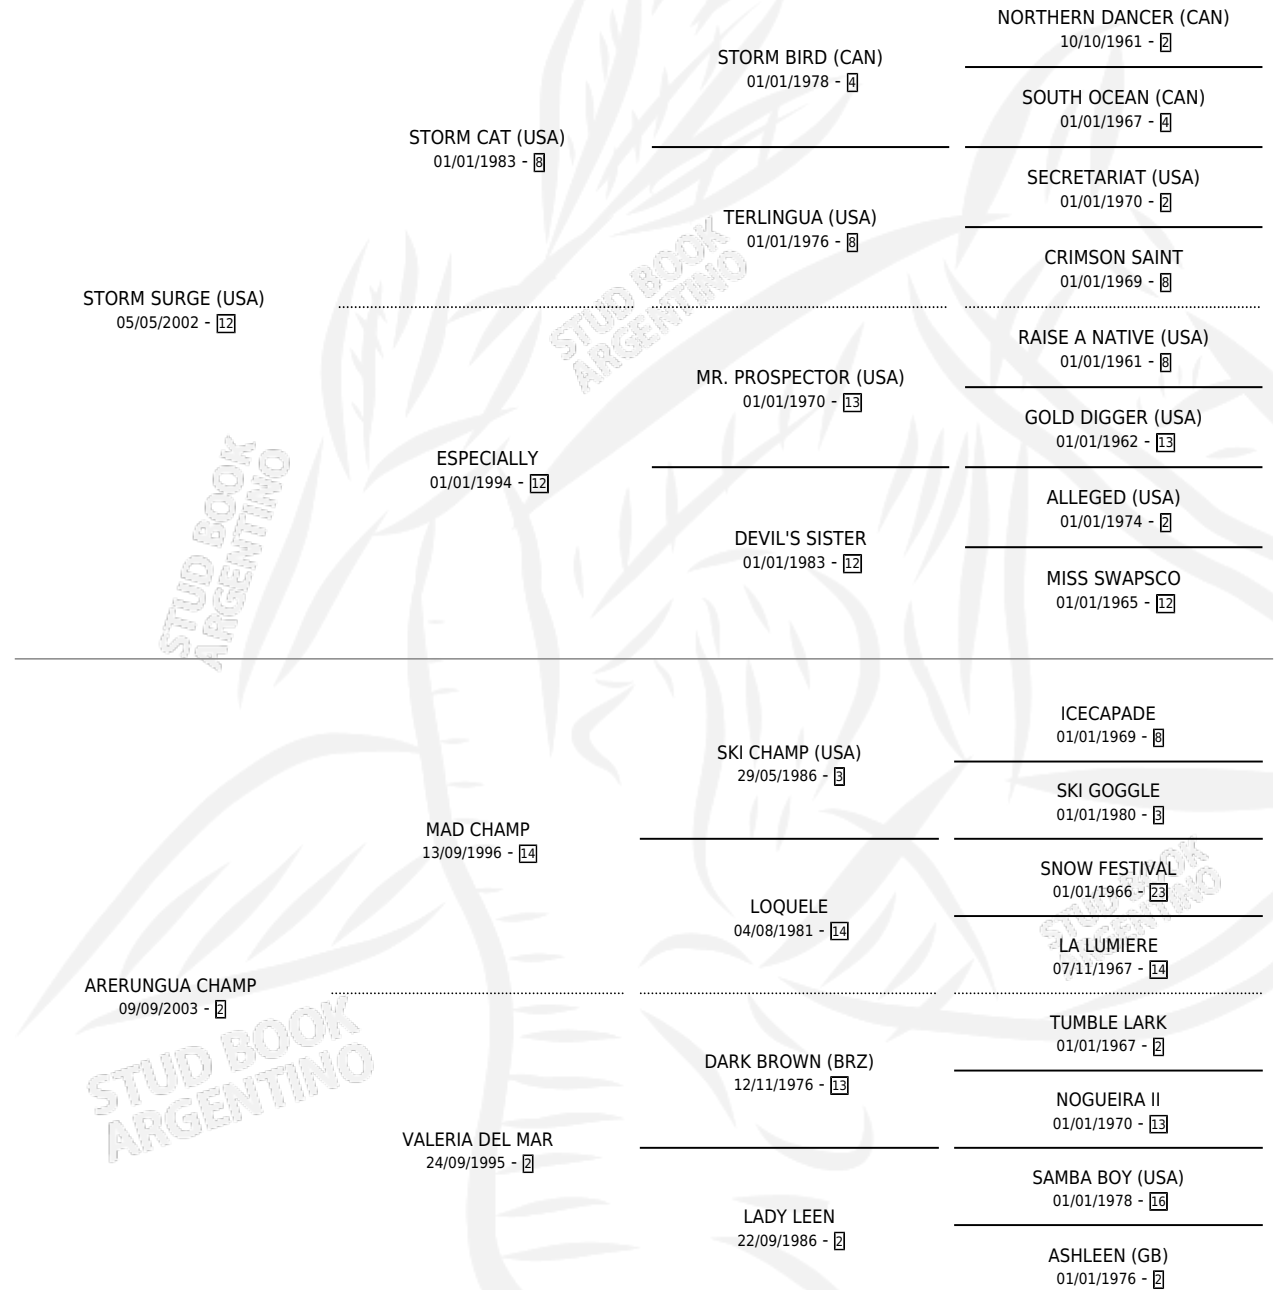 NORTHERN DANCER (CAN)
10/10/1961 - 2
STORM BIRD (CAN)
01/01/1978 - 4
SOUTH OCEAN (CAN)
01/01/1967 - 4
STORM CAT (USA)
01/01/1983 - 8
SECRETARIAT (USA)
01/01/1970 - 2
TERLINGUA (USA)
01/01/1976 - 8
CRIMSON SAINT
01/01/1969 - 8
STORM SURGE (USA)
05/05/2002 - 12
RAISE A NATIVE (USA)
01/01/1961 - 8
MR. PROSPECTOR (USA)
01/01/1970 - 13
GOLD DIGGER (USA)
01/01/1962 - 13
ESPECIALLY
01/01/1994 - 12
ALLEGED (USA)
01/01/1974 - 2
DEVIL'S SISTER
01/01/1983 - 12
MISS SWAPSCO
01/01/1965 - 12
ICECAPADE
01/01/1969 - 8
SKI CHAMP (USA)
29/05/1986 - 3
SKI GOGGLE
01/01/1980 - 3
MAD CHAMP
13/09/1996 - 14
SNOW FESTIVAL
01/01/1966 - 23
LOQUELE
04/08/1981 - 14
LA LUMIERE
07/11/1967 - 14
ARERUNGUA CHAMP
09/09/2003 - 2
TUMBLE LARK
01/01/1967 - 2
DARK BROWN (BRZ)
12/11/1976 - 13
NOGUEIRA II
01/01/1970 - 13
VALERIA DEL MAR
24/09/1995 - 2
SAMBA BOY (USA)
01/01/1978 - 16
LADY LEEN
22/09/1986 - 2
ASHLEEN (GB)
01/01/1976 - 2
STUD BOOK
ARGENTINO
STUD BOOK
ARGENTINO
STUD BOOK
ARGENTINO
STUD BOOK
ARGENTINO